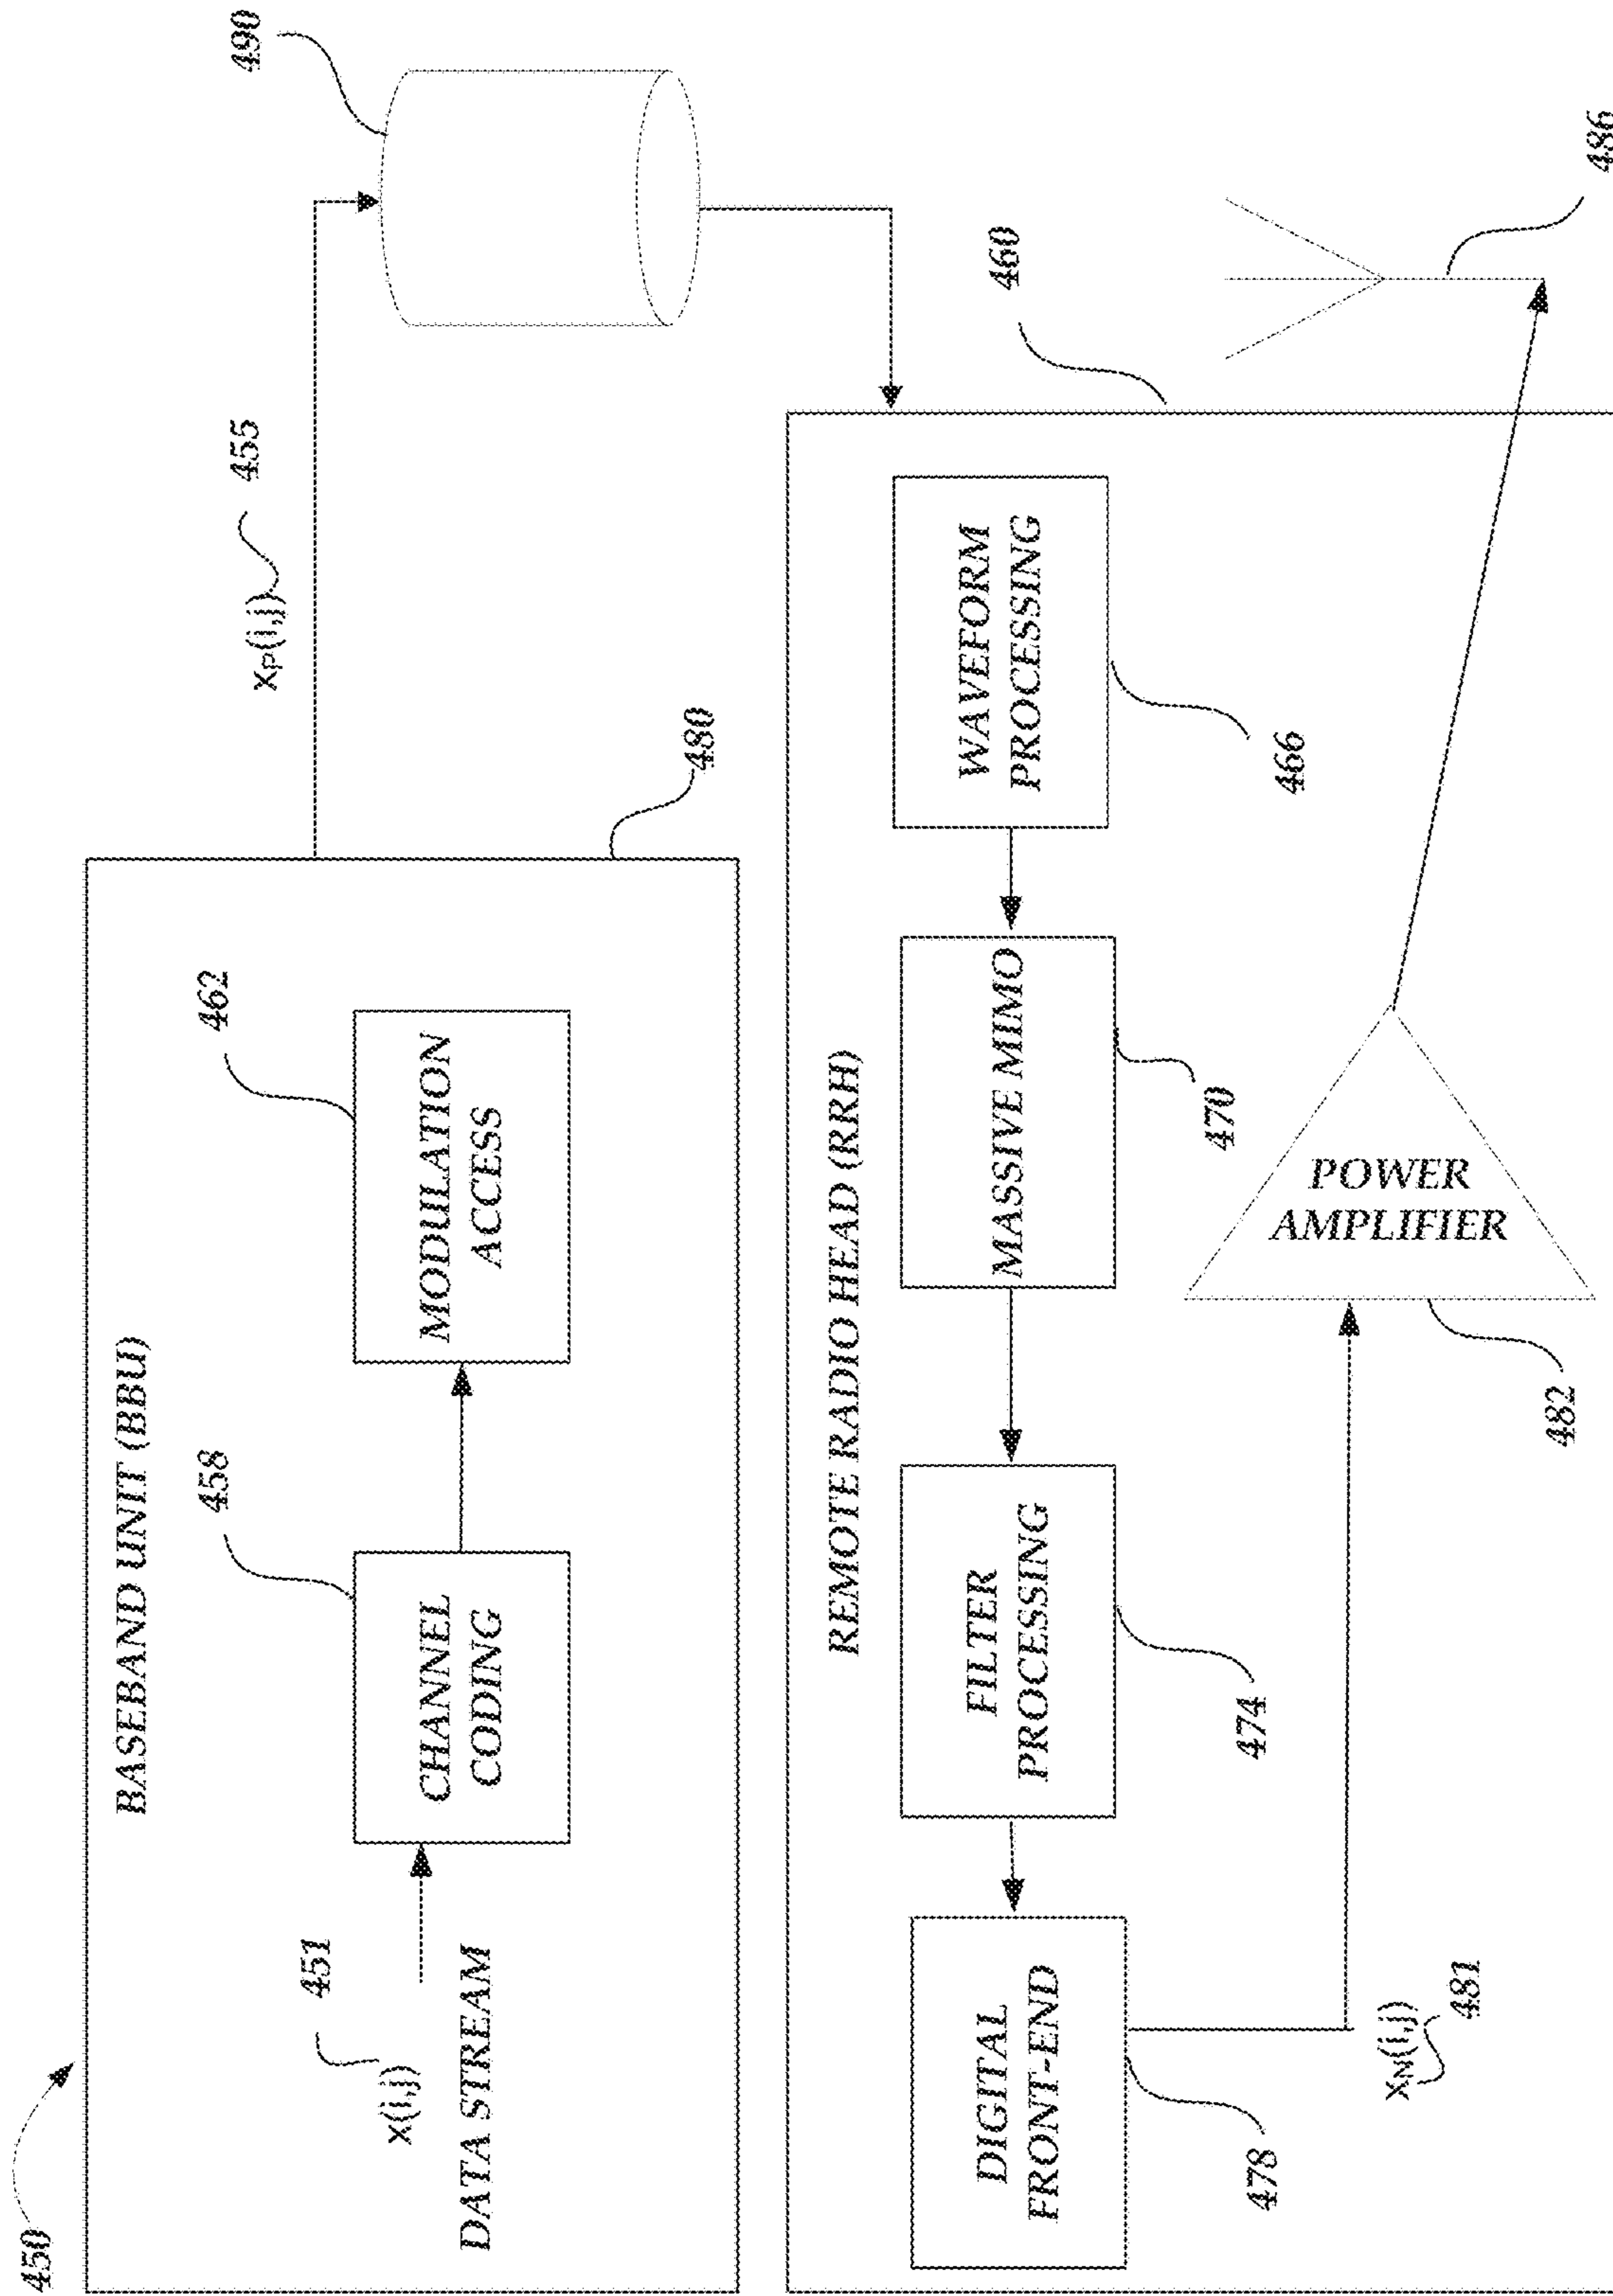 450
BASEBAND UNIT (BBU)
451
x(i,j)
DATA STREAM
458
CHANNEL
CODING
462
MODULATION
ACCESS
480
xp(i,j)
455
490
REMOTE RADIO HEAD (RRH)
460
WAVEFORM
PROCESSING
466
MASSIVE MIMO
470
FILTER
PROCESSING
474
DIGITAL
FRONT-END
478
xN(i,j)
481
POWER
AMPLIFIER
482
486